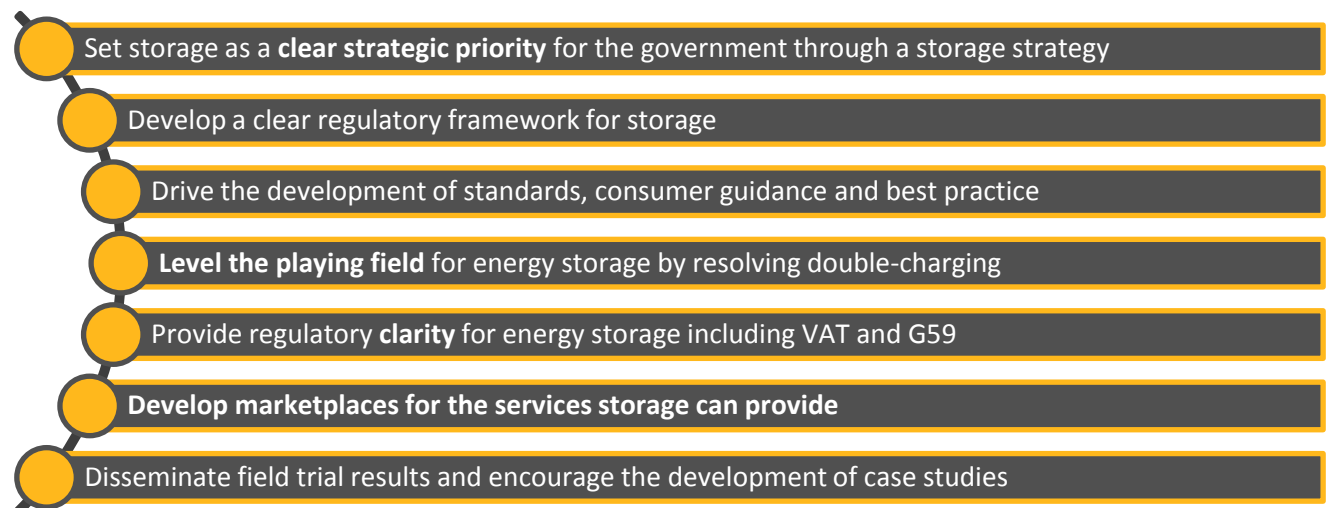 Set storage as a clear strategic priority for the government through a storage strategy
Develop a clear regulatory framework for storage
Drive the development of standards, consumer guidance and best practice
Level the playing field for energy storage by resolving double-charging
Provide regulatory clarity for energy storage including VAT and G59
Develop marketplaces for the services storage can provide
Disseminate field trial results and encourage the development of case studies